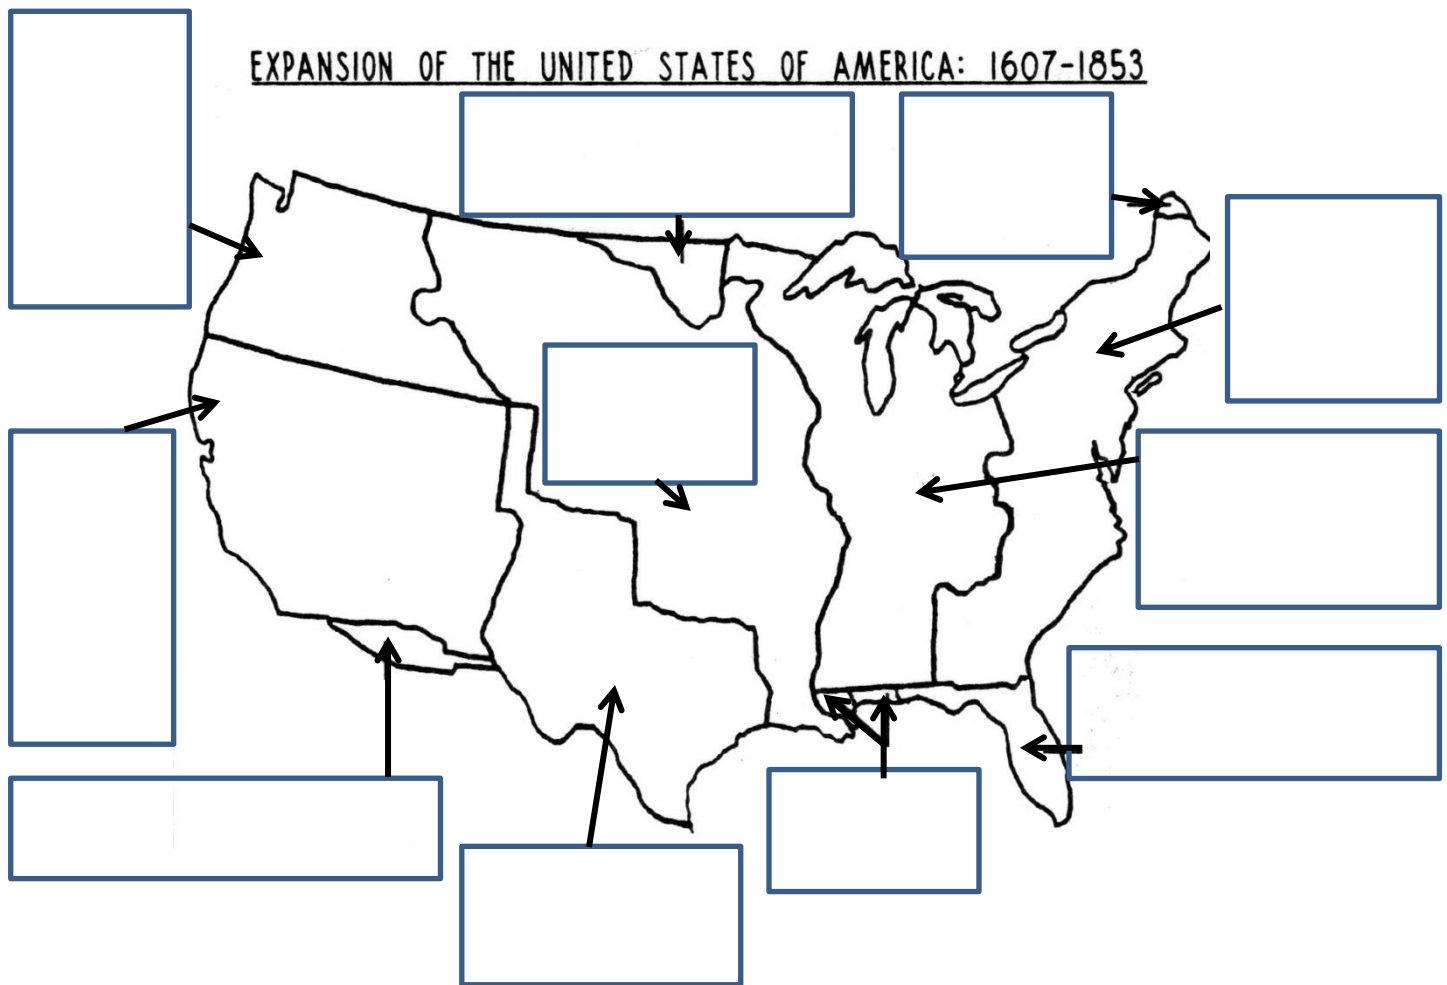 EXPANSION OF THE UNITED STATES OF AMERICA: 1607-1853